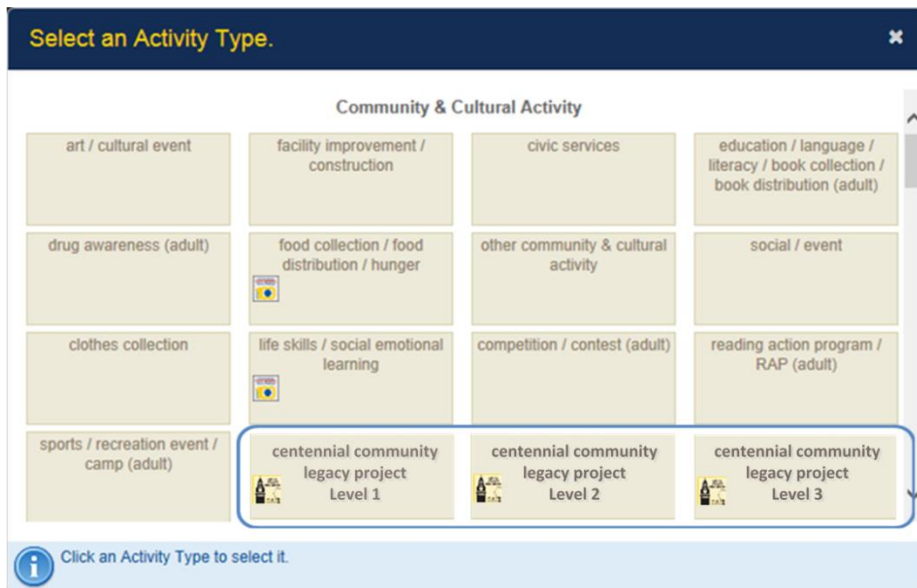 Select an Activity Type.
Community & Cultural Activity
art / cultural event
facility improvement /
construction
civic services
education / language /
literacy / book collection /
book distribution (adult)
drug awareness (adult)
food collection / food
distribution / hunger
other community & cultural
activity
social / event
clothes collection
life skills / social emotional
learning
competition / contest (adult)
reading action program /
RAP (adult)
sports / recreation event /
camp (adult)
centennial community
legacy project
Level 1
centennial community
legacy project
Level 2
centennial community
legacy project
Level 3
Click an Activity Type to select it.